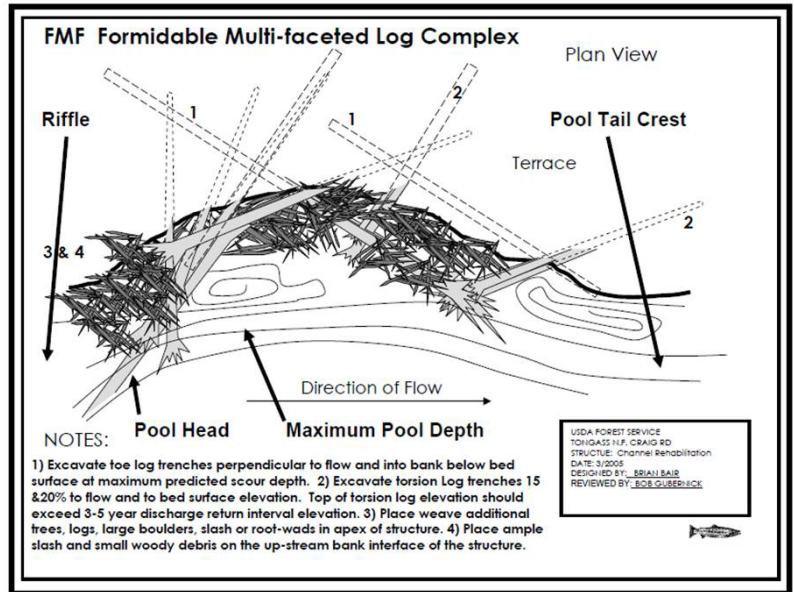 FMF Formidable Multi-faceted Log Complex
Plan View
1
1
2
Riffle
Pool Tail Crest
Terrace
2
3 & 4
Direction of Flow
Pool Head
Maximum Pool Depth
NOTES:
1) Excavate toe log trenches perpendicular to flow and into bank below bed
surface at maximum predicted scour depth. 2) Excavate torsion Log trenches 15
&20% to flow and to bed surface elevation. Top of torsion log elevation should
exceed 3-5 year discharge return interval elevation. 3) Place weave additional
trees, logs, large boulders, slash or root-wads in apex of structure. 4) Place ample
slash and small woody debris on the up-stream bank interface of the structure.
USDA FOREST SERVICE
TONGASS N.F. CRAIG RD
STRUCTUE: Channel Rehabilitation
DATE: 3/2005
DESIGNED BY: BRIAN BAIR
REVIEWED BY: BOB GUBERNICK